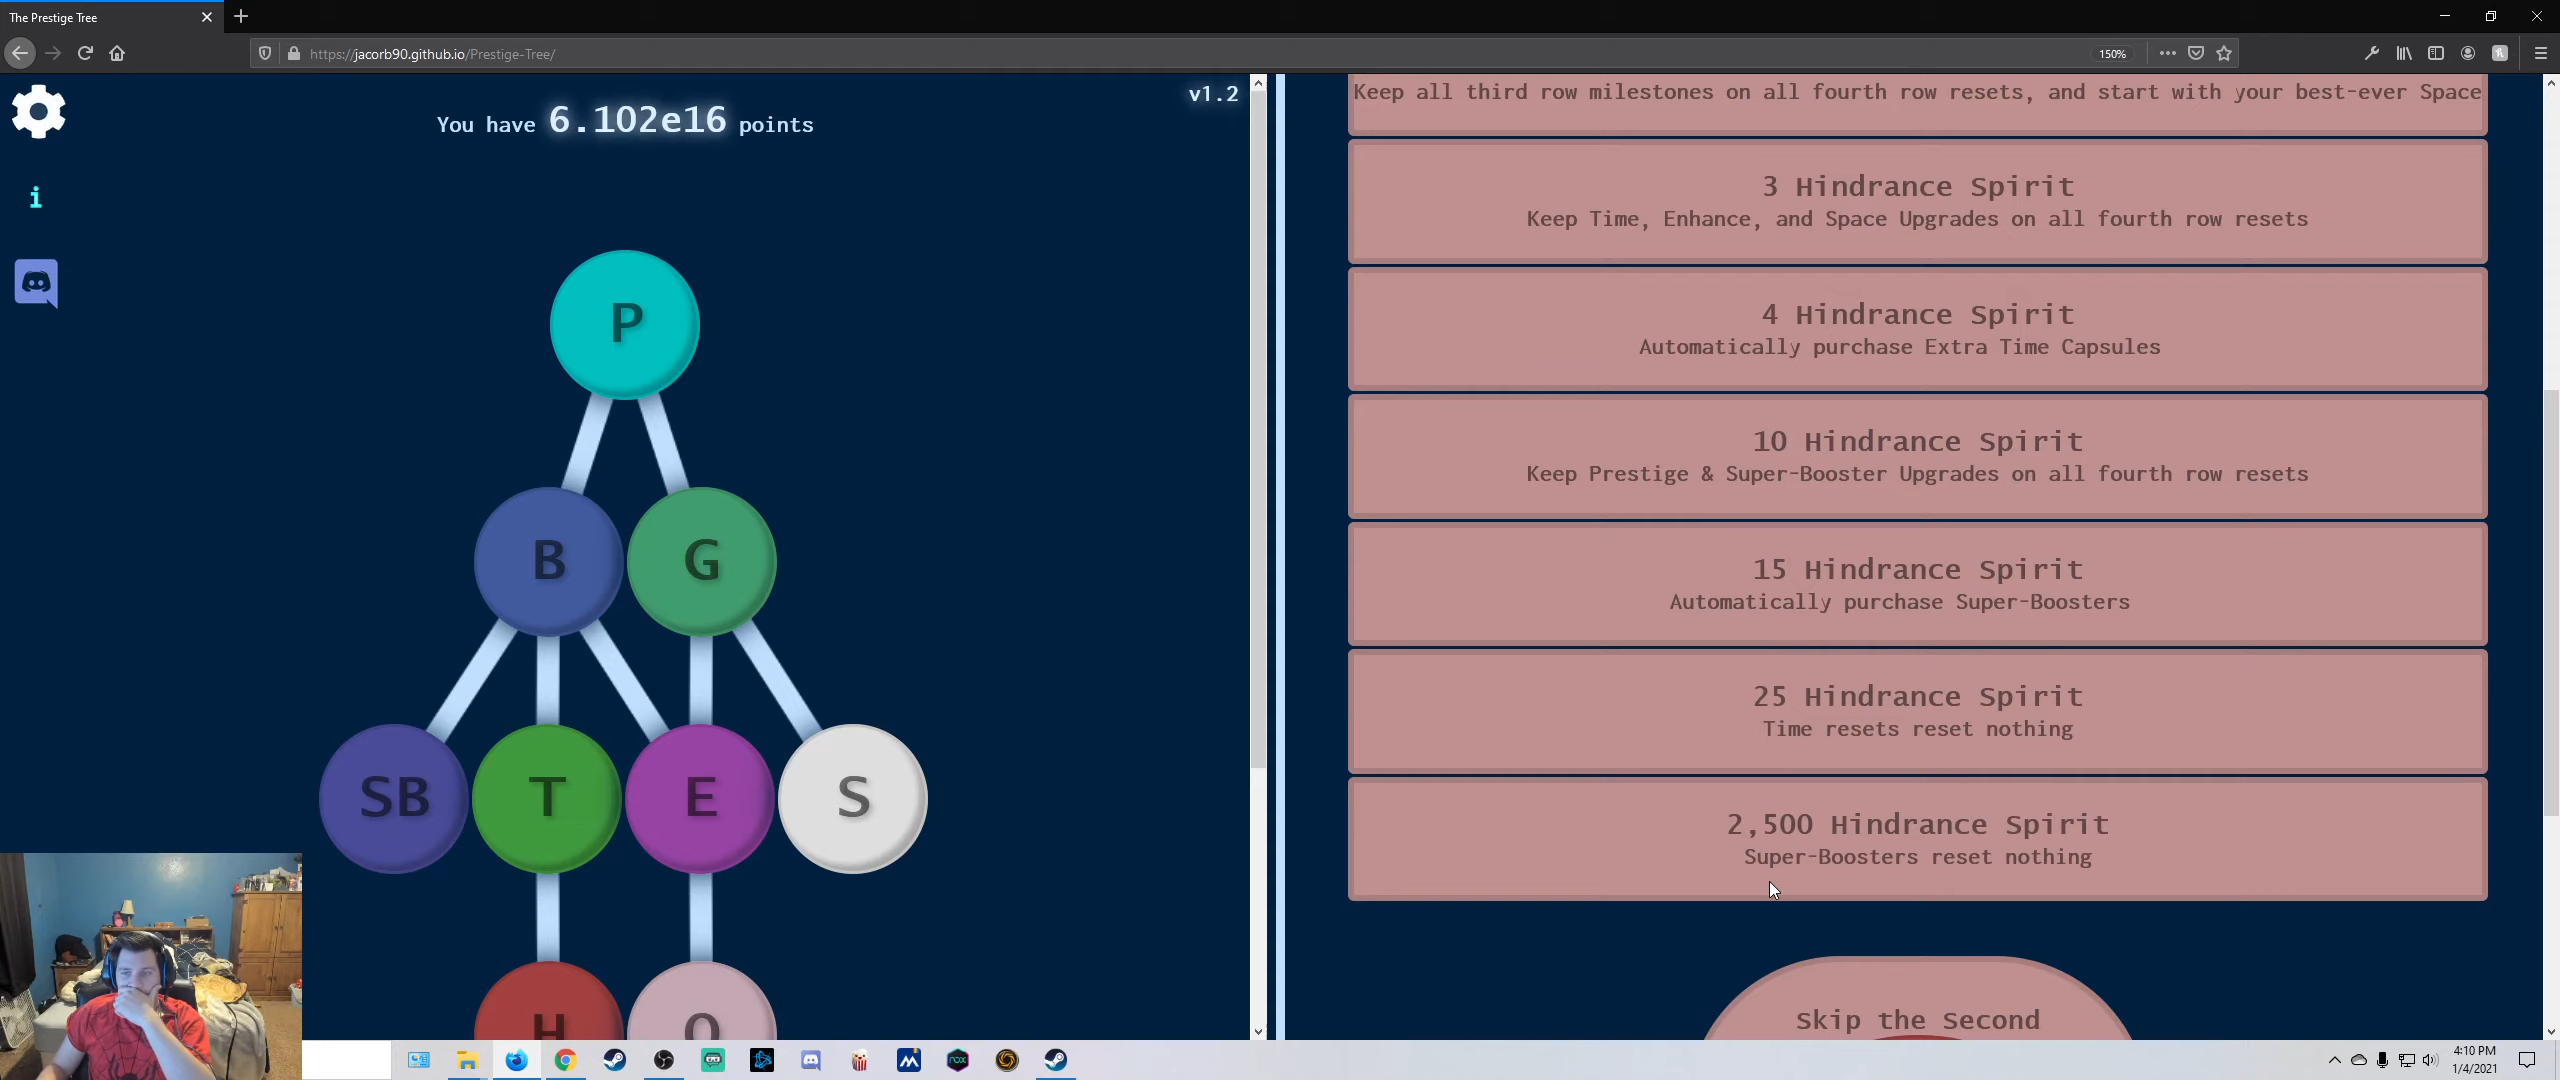 The Prestige Tree
https://jacorb90.github.io/Prestige-Tree/
150%
v1.2
You have 6.102e16 points
i
P
B
G
SB
T
E
S
H
Q
Keep all third row milestones on all fourth row resets, and start with your best-ever Space
3 Hindrance Spirit
Keep Time, Enhance, and Space Upgrades on all fourth row resets
4 Hindrance Spirit
Automatically purchase Extra Time Capsules
10 Hindrance Spirit
Keep Prestige & Super-Booster Upgrades on all fourth row resets
15 Hindrance Spirit
Automatically purchase Super-Boosters
25 Hindrance Spirit
Time resets reset nothing
2,500 Hindrance Spirit
Super-Boosters reset nothing
Skip the Second
nox
4:10 PM
1/4/2021